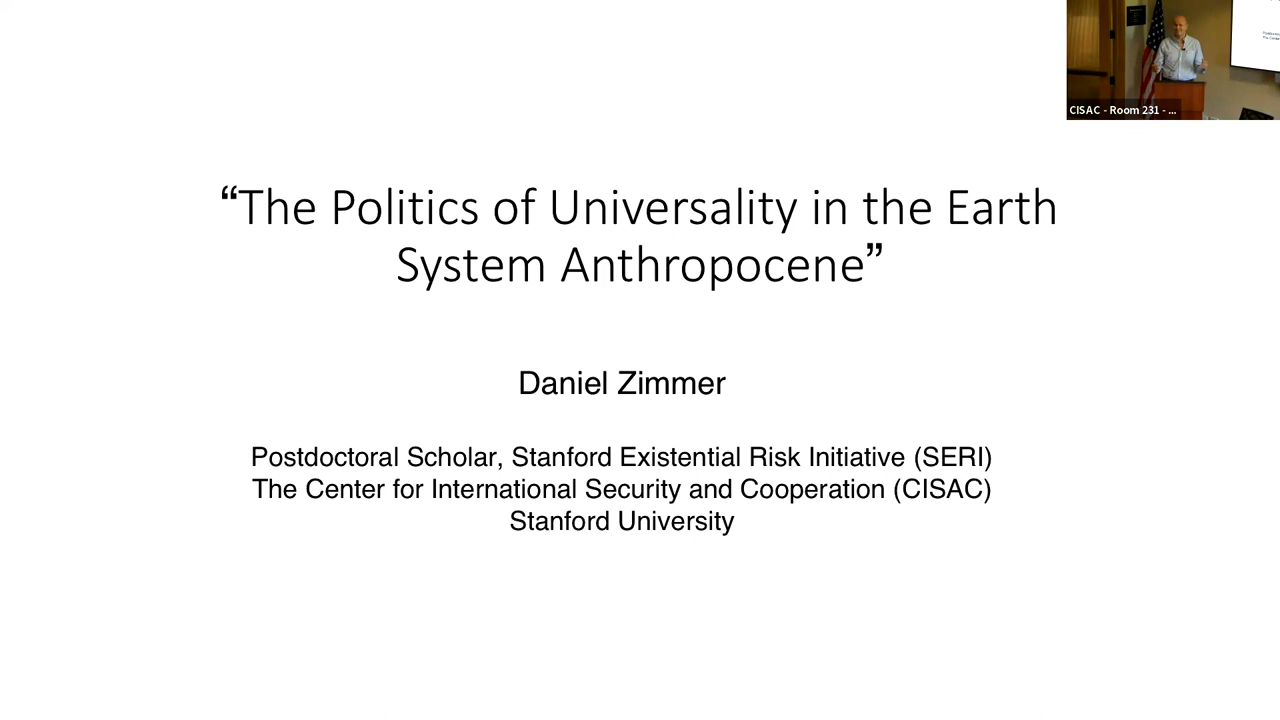 CISAC - Room 231 - ...
“The Politics of Universality in the Earth
System Anthropocene”
Daniel Zimmer
Postdoctoral Scholar, Stanford Existential Risk Initiative (SERI)
The Center for International Security and Cooperation (CISAC)
Stanford University